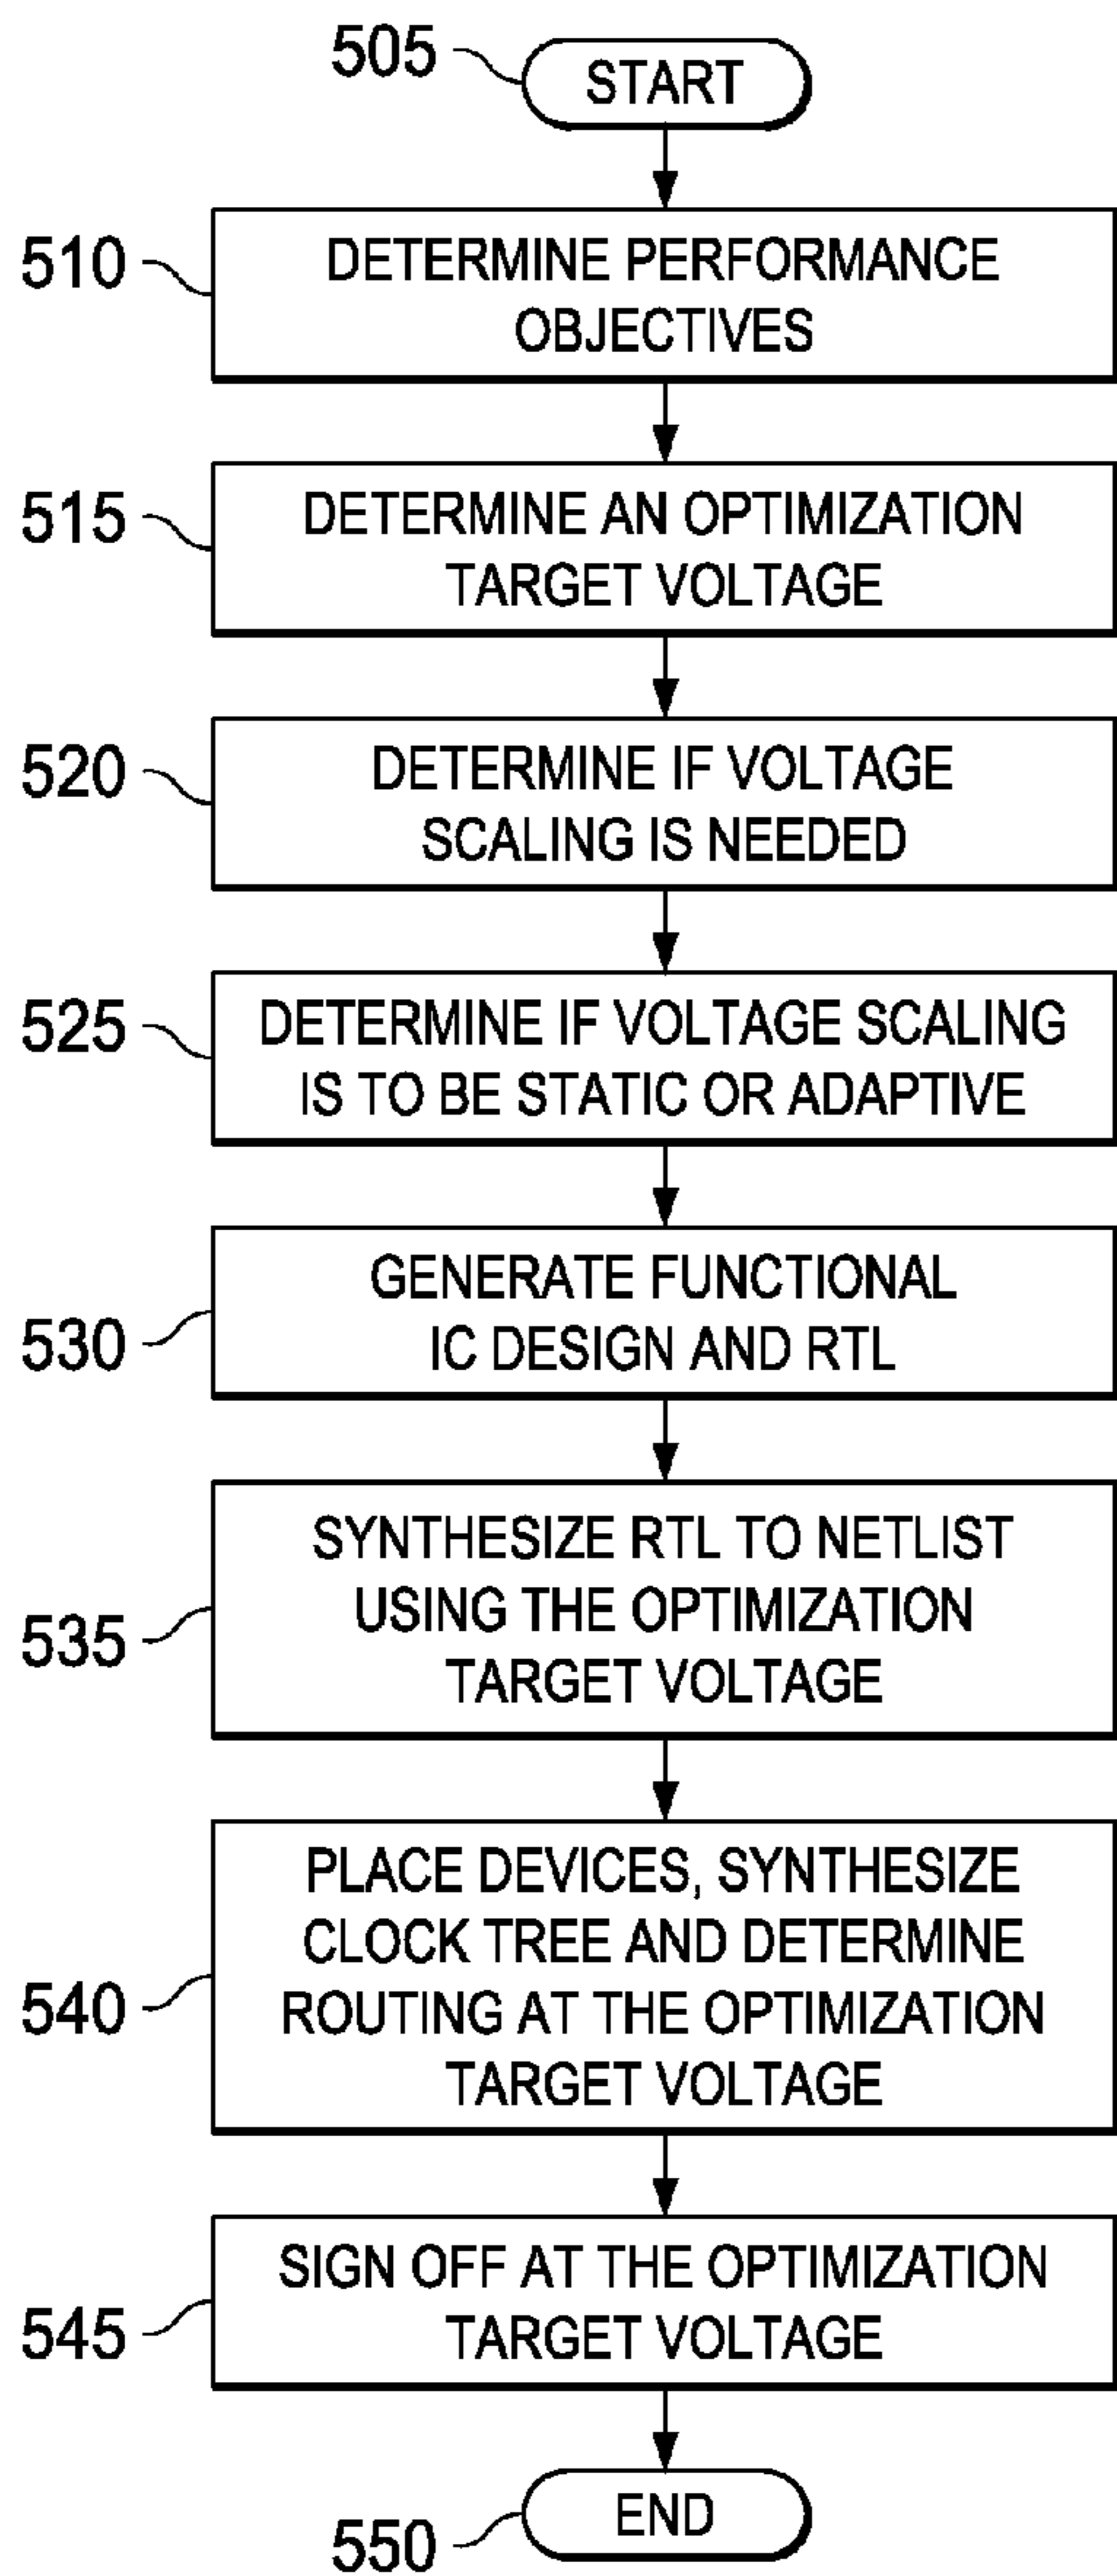 505
START
510
DETERMINE PERFORMANCE
OBJECTIVES
515
DETERMINE AN OPTIMIZATION
TARGET VOLTAGE
520
DETERMINE IF VOLTAGE
SCALING IS NEEDED
525
DETERMINE IF VOLTAGE SCALING
IS TO BE STATIC OR ADAPTIVE
530
GENERATE FUNCTIONAL
IC DESIGN AND RTL
535
SYNTHESIZE RTL TO NETLIST
USING THE OPTIMIZATION
TARGET VOLTAGE
540
PLACE DEVICES, SYNTHESIZE
CLOCK TREE AND DETERMINE
ROUTING AT THE OPTIMIZATION
TARGET VOLTAGE
545
SIGN OFF AT THE OPTIMIZATION
TARGET VOLTAGE
550
END